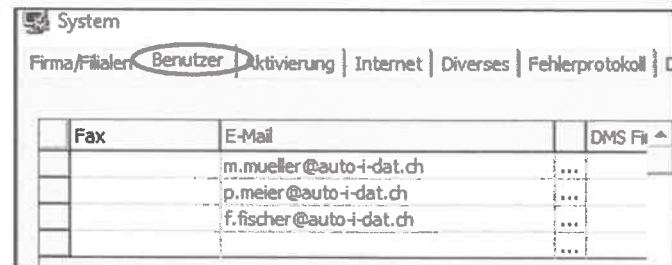 System
Firma/Filialen Benutzer Aktivierung Internet Diverses Fehlerprotokoll
Fax E-Mail DMS
m.mueller@auto-i-dat.ch ...
p.meier@auto-i-dat.ch ...
f.fischer@auto-i-dat.ch ...
...